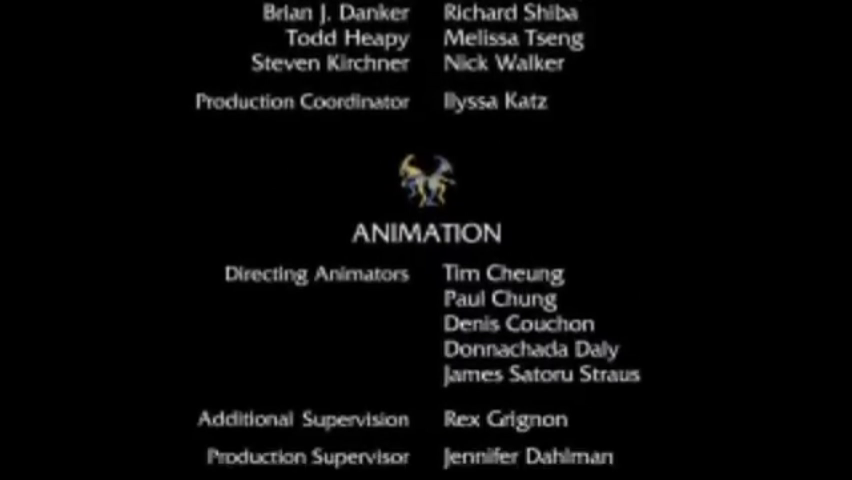 Brian J. Danker Richard Shiba
Todd Heapy Melissa Tseng
Steven Kirchner Nick Walker
Production Coordinator Ilyssa Katz
ANIMATION
Directing Animators Tim Cheung
Paul Chung
Denis Couchon
Donnachada Daly
James Satoru Straus
Additional Supervision Rex Grignon
Production Supervisor Jennifer Dahlman